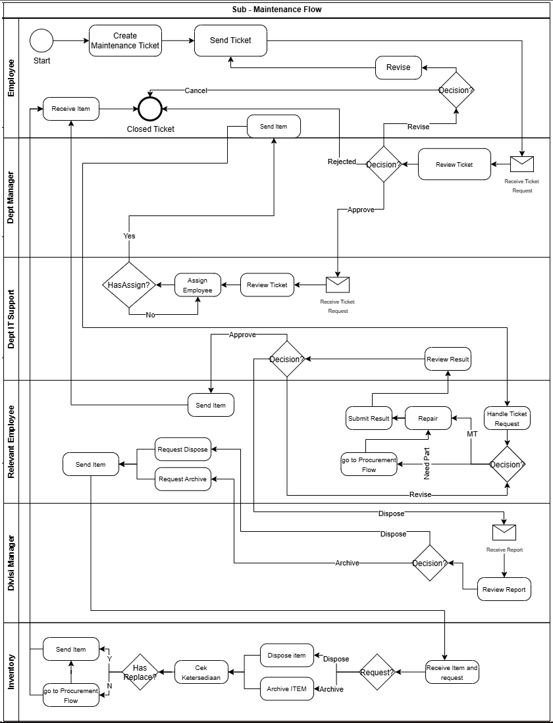 Sub - Maintenance Flow
Employee
Start
Create
Maintenance Ticket
Send Ticket
Revise
Cancel
Decision?
Receive Item
Closed Ticket
Send Item
Revise
Dept Manager
Rejected
Decision?
Review Ticket
Receive Ticket
Request
Approve
Yes
Dept IT Support
HasAssign?
Assign
Employee
Review Ticket
Receive Ticket
Request
No
Approve
Decision?
Review Result
Relevant Employee
Send Item
Submit Result
Repair
Handle Ticket
Request
MT
Request Dispose
Send Item
go to Procurement
Flow
Need Part
Decision?
Request Archive
Revise
Divisi Manager
Dispose
Dispose
Receive Report
Archive
Decision?
Review Report
Inventory
Send Item
Y
Has
Replace?
Cek
Ketersediaan
Dispose item
Dispose
Request?
Receive Item and
request
N
go to Procurement
Flow
Archive ITEM
Archive